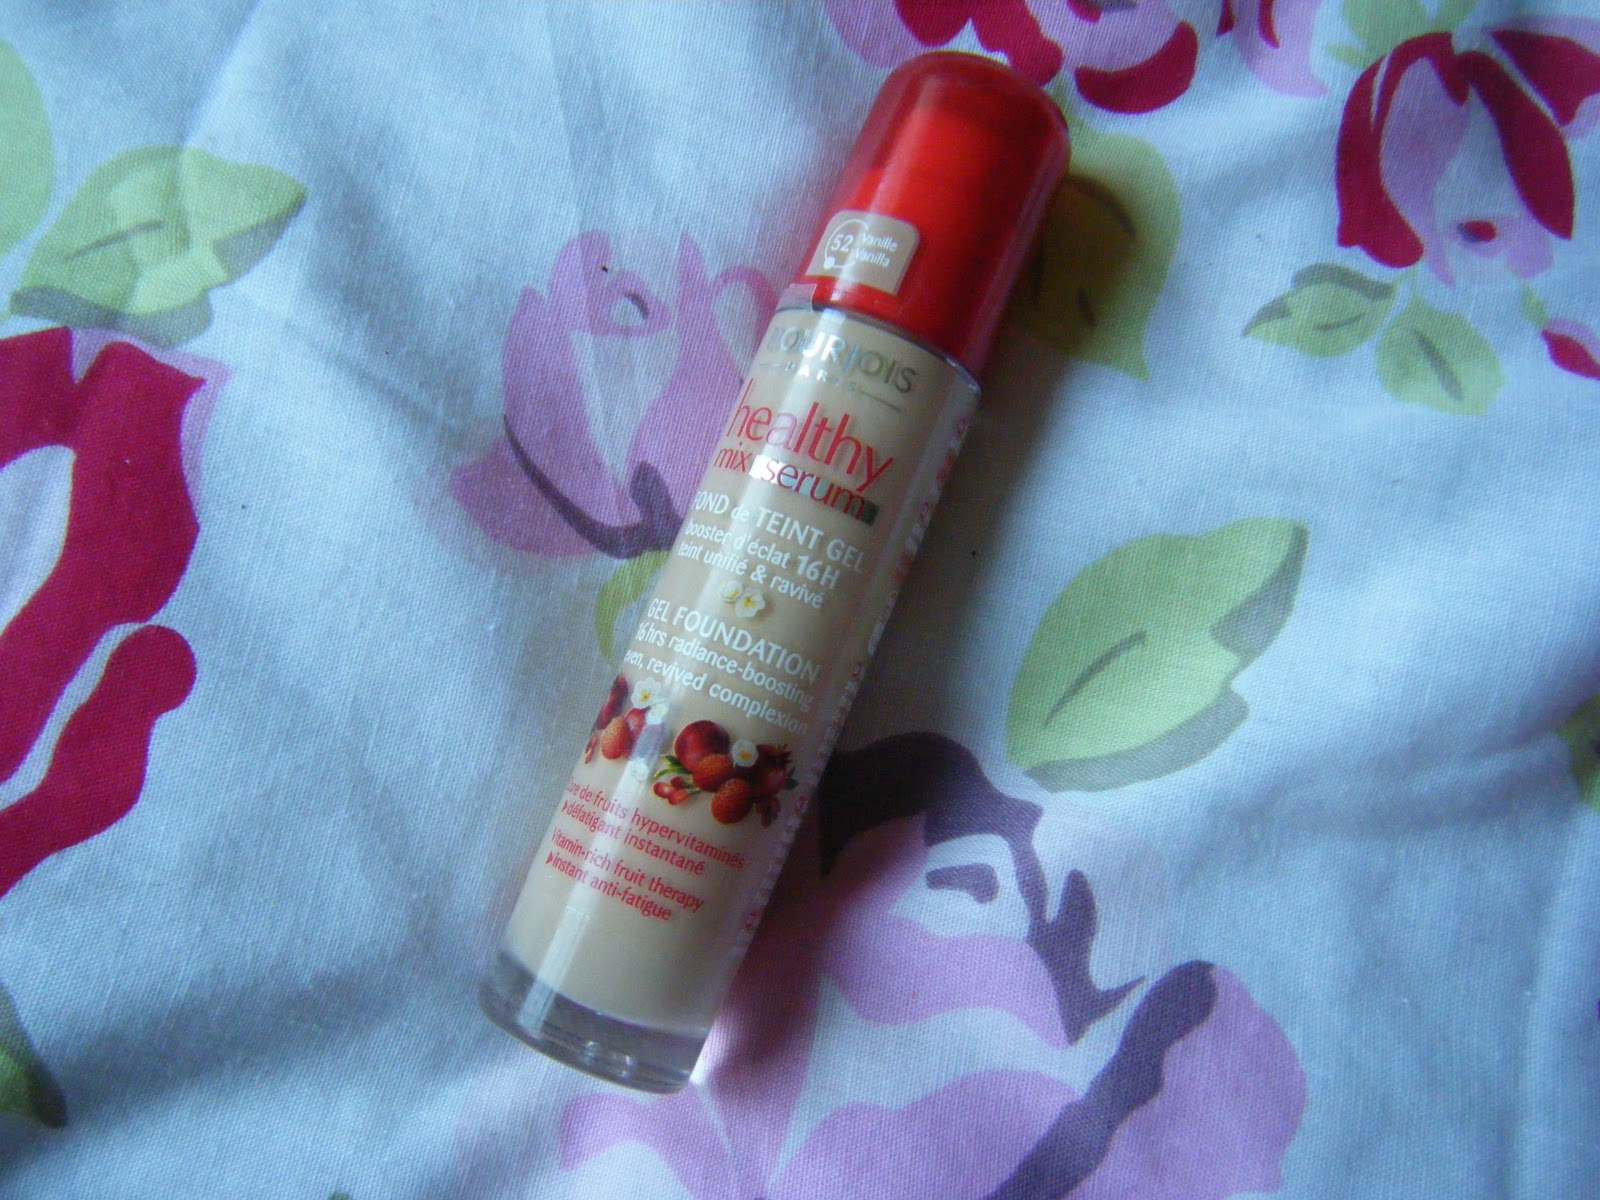 52 Vanille
Vanilla
BOURJOIS
PARIS
healthy
mix serum
FOND de TEINT GEL
booster d'éclat 16H
teint unifié & ravivé
GEL FOUNDATION
16hrs radiance-boosting
even, revived complexion
de fruits hypervitaminés
défatigant instantané
Vitamin-rich fruit therapy
instant anti-fatigue